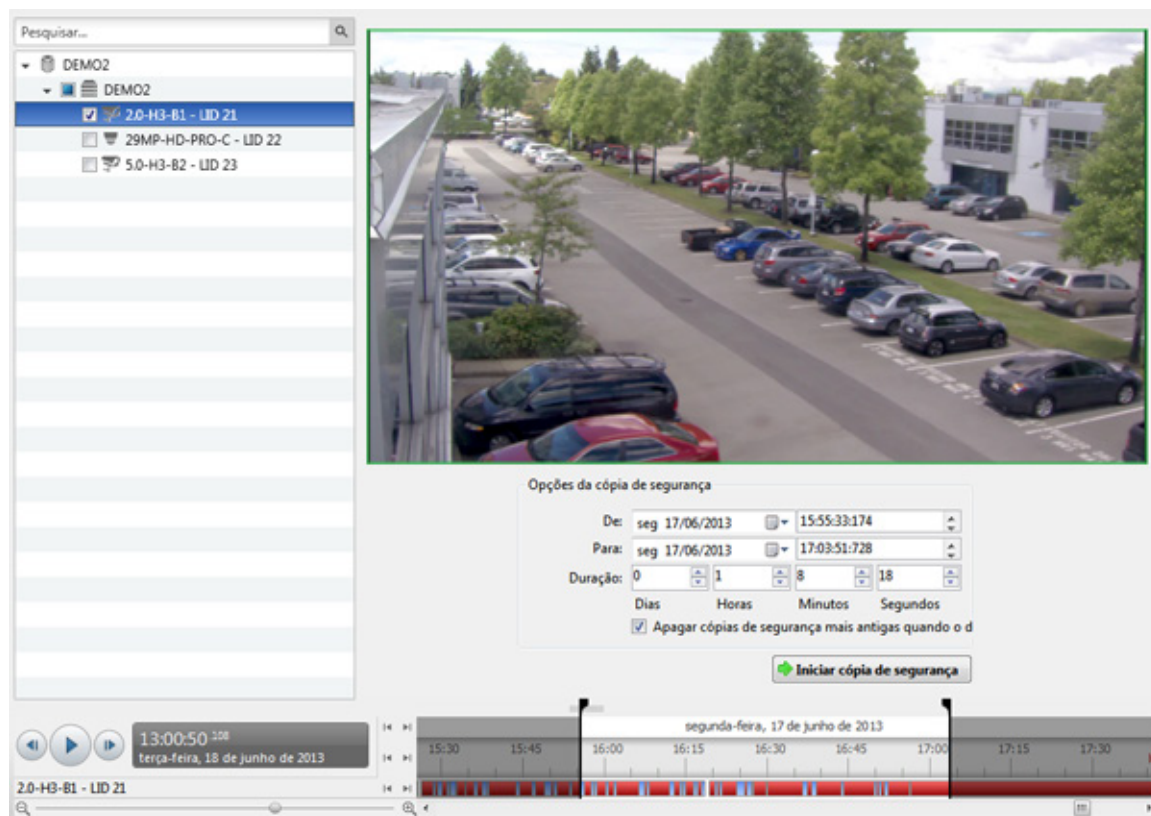 Pesquisar...
DEMO2
DEMO2
2.0-H3-B1 - LID 21
29MP-HD-PRO-C - LID 22
5.0-H3-B2 - LID 23
Opções da cópia de segurança
De: seg 17/06/2013 15:55:33:174
Para: seg 17/06/2013 17:03:51:728
Duração: 0 1 8 18
Dias Horas Minutos Segundos
Apagar cópias de segurança mais antigas quando o d
Iniciar cópia de segurança
13:00:50 .108
terça-feira, 18 de junho de 2013
segunda-feira, 17 de junho de 2013
15:30 15:45 16:00 16:15 16:30 16:45 17:00 17:15 17:30
2.0-H3-B1 - LID 21